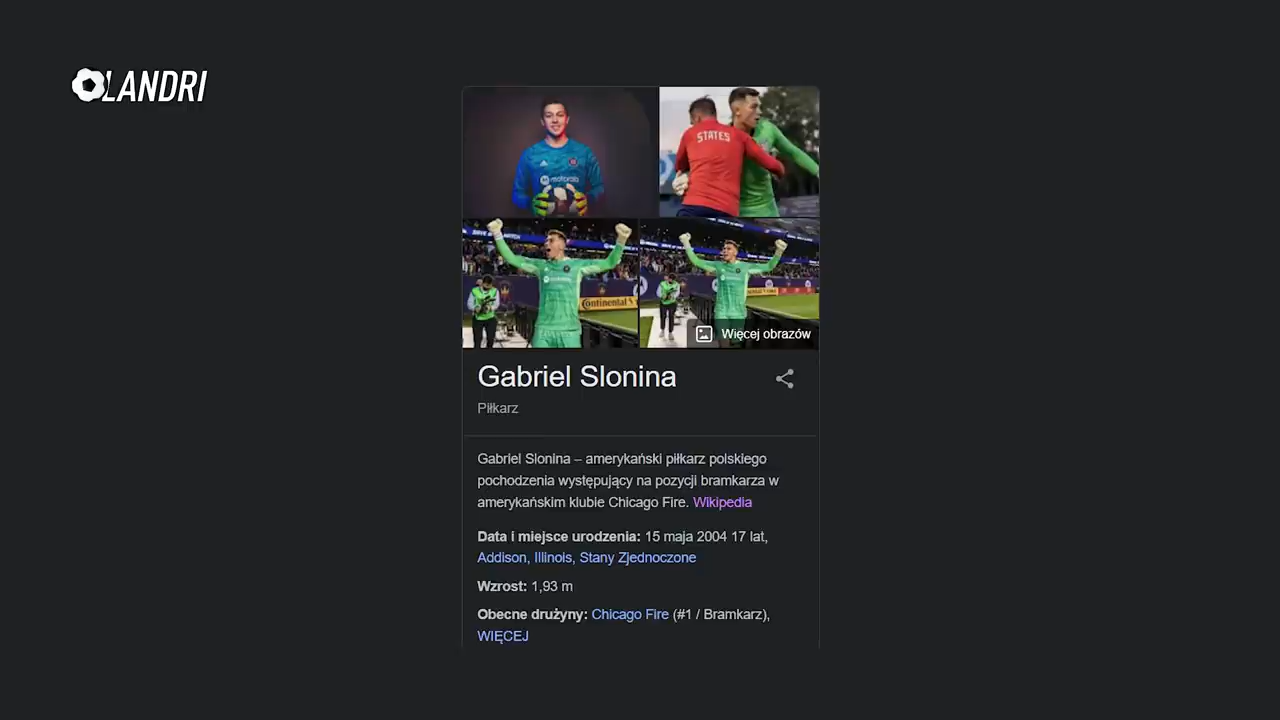 LANDRI
STATES
motorola
Continental
Więcej obrazów
Gabriel Slonina
Piłkarz
Gabriel Slonina – amerykański piłkarz polskiego
pochodzenia występujący na pozycji bramkarza w
amerykańskim klubie Chicago Fire. Wikipedia
Data i miejsce urodzenia: 15 maja 2004 17 lat,
Addison, Illinois, Stany Zjednoczone
Wzrost: 1,93 m
Obecne drużyny: Chicago Fire (#1 / Bramkarz),
WIĘCEJ